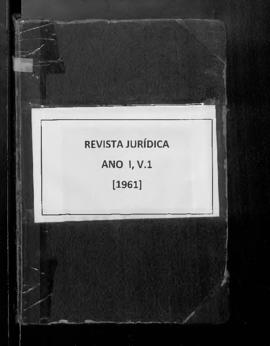 REVISTA JURÍDICA
ANO I, V.1
[1961]